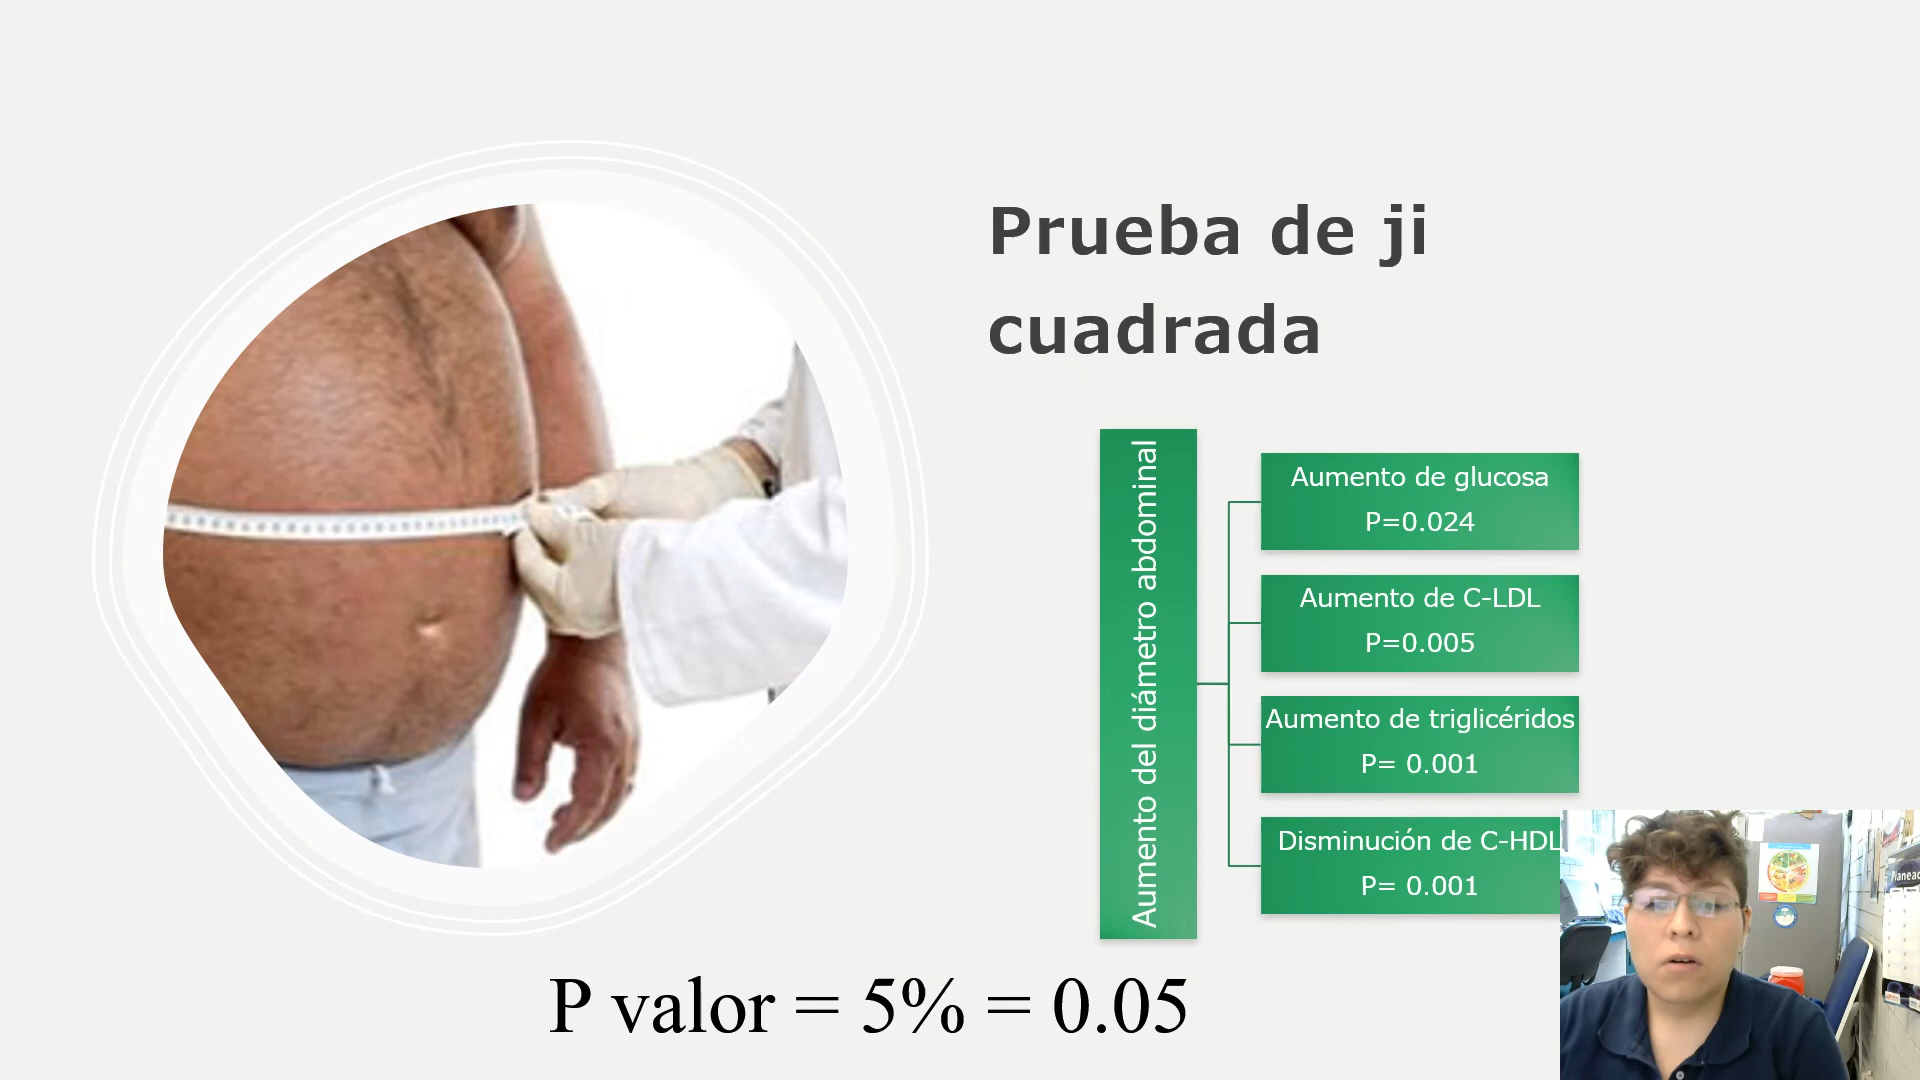 Prueba de ji
cuadrada
Aumento del diámetro abdominal
Aumento de glucosa
P=0.024
Aumento de C-LDL
P=0.005
Aumento de triglicéridos
P= 0.001
Disminución de C-HDL
P= 0.001
P valor = 5% = 0.05